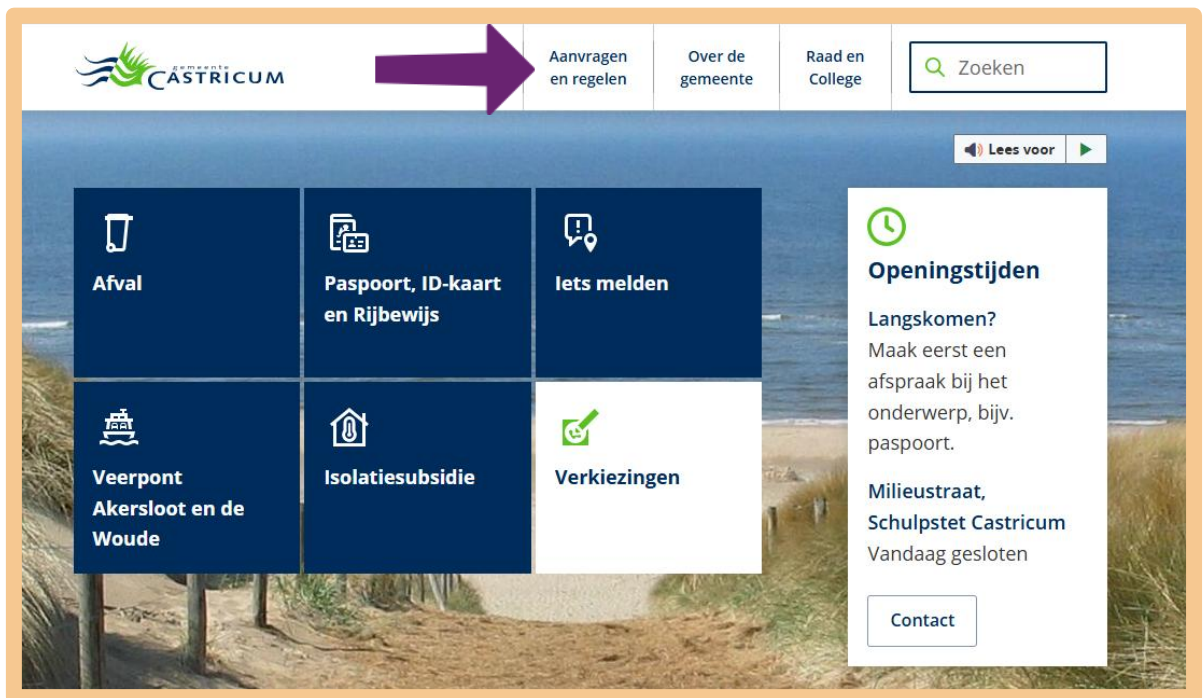 gemeente
CASTRICUM
Aanvragen
en regelen
Over de
gemeente
Raad en
College
Zoeken
Lees voor
Afval
Paspoort, ID-kaart
en Rijbewijs
Iets melden
Veerpont
Akersloot en de
Woude
Isolatiesubsidie
Verkiezingen
Openingstijden
Langskomen?
Maak eerst een
afspraak bij het
onderwerp, bijv.
paspoort.
Milieustraat,
Schulpstet Castricum
Vandaag gesloten
Contact